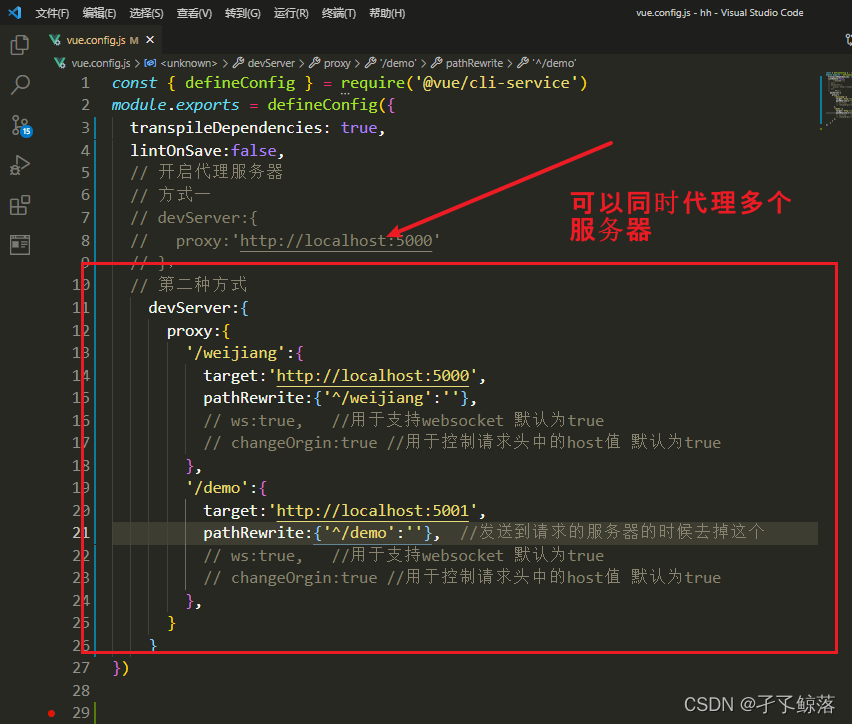 文件(F) 编辑(E) 选择(S) 查看(V) 转到(G) 运行(R) 终端(T) 帮助(H) vue.config.js - hh - Visual Studio Code
vue.config.js M ×
vue.config.js > <unknown> > devServer > proxy > '/demo' > pathRewrite > '^/demo'
1 const { defineConfig } = require('@vue/cli-service')
2 module.exports = defineConfig({
3 transpileDependencies: true,
4 lintOnSave:false,
5 // 开启代理服务器
6 // 方式一
7 // devServer:{
8 // proxy:'http://localhost:5000'
可以同时代理多个
服务器
9 // },
10 // 第二种方式
11 devServer:{
12 proxy:{
13 '/weijiang':{
14 target:'http://localhost:5000',
15 pathRewrite:{'^/weijiang':''},
16 // ws:true, //用于支持websocket 默认为true
17 // changeOrgin:true //用于控制请求头中的host值 默认为true
18 },
19 '/demo':{
20 target:'http://localhost:5001',
21 pathRewrite:{'^/demo':''}, //发送到请求的服务器的时候去掉这个
22 // ws:true, //用于支持websocket 默认为true
23 // changeOrgin:true //用于控制请求头中的host值 默认为true
24 },
25 }
26 }
27 })
28
29
15
CSDN @孑孓鲸落